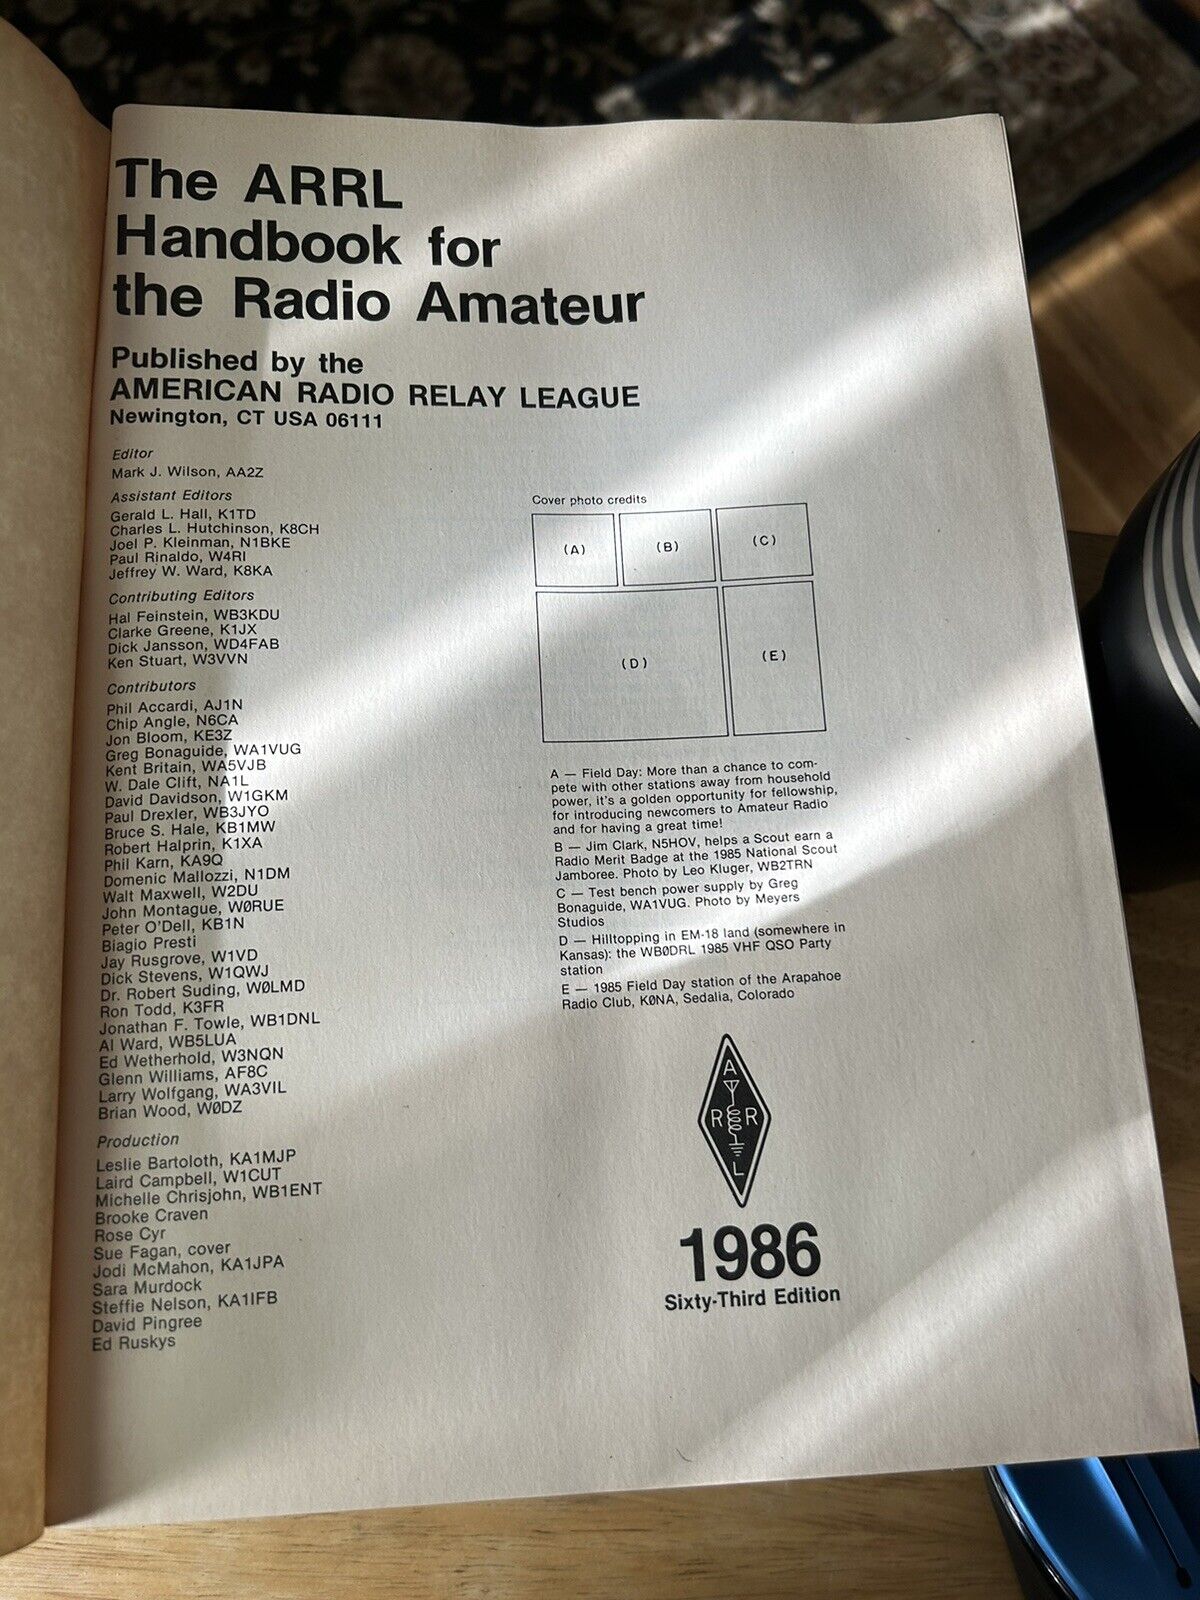 The ARRL
Handbook for
the Radio Amateur
Published by the
AMERICAN RADIO RELAY LEAGUE
Newington, CT USA 06111
Editor
Mark J. Wilson, AA2Z
Assistant Editors
Gerald L. Hall, K1TD
Charles L. Hutchinson, K8CH
Joel P. Kleinman, N1BKE
Paul Rinaldo, W4RI
Jeffrey W. Ward, K8KA
Contributing Editors
Hal Feinstein, WB3KDU
Clarke Greene, K1JX
Dick Jansson, WD4FAB
Ken Stuart, W3VVN
Contributors
Phil Accardi, AJ1N
Chip Angle, N6CA
Jon Bloom, KE3Z
Greg Bonaguide, WA1VUG
Kent Britain, WA5VJB
W. Dale Clift, NA1L
David Davidson, W1GKM
Paul Drexler, WB3JYO
Bruce S. Hale, KB1MW
Robert Halprin, K1XA
Phil Karn, KA9Q
Domenic Mallozzi, N1DM
Walt Maxwell, W2DU
John Montague, WØRUE
Peter O'Dell, KB1N
Biagio Presti
Jay Rusgrove, W1VD
Dick Stevens, W1QWJ
Dr. Robert Suding, WØLMD
Ron Todd, K3FR
Jonathan F. Towle, WB1DNL
Al Ward, WB5LUA
Ed Wetherhold, W3NQN
Glenn Williams, AF8C
Larry Wolfgang, WA3VIL
Brian Wood, WØDZ
Production
Leslie Bartoloth, KA1MJP
Laird Campbell, W1CUT
Michelle Chrisjohn, WB1ENT
Brooke Craven
Rose Cyr
Sue Fagan, cover
Jodi McMahon, KA1JPA
Sara Murdock
Steffie Nelson, KA1IFB
David Pingree
Ed Ruskys
Cover photo credits
(A)
(B)
(C)
(D)
(E)
A — Field Day: More than a chance to com-
pete with other stations away from household
power, it's a golden opportunity for fellowship,
for introducing newcomers to Amateur Radio
and for having a great time!
B — Jim Clark, N5HOV, helps a Scout earn a
Radio Merit Badge at the 1985 National Scout
Jamboree. Photo by Leo Kluger, WB2TRN
C — Test bench power supply by Greg
Bonaguide, WA1VUG. Photo by Meyers
Studios
D — Hilltopping in EM-18 land (somewhere in
Kansas): the WBØDRL 1985 VHF QSO Party
station
E — 1985 Field Day station of the Arapahoe
Radio Club, KØNA, Sedalia, Colorado
A
R R
L
1986
Sixty-Third Edition